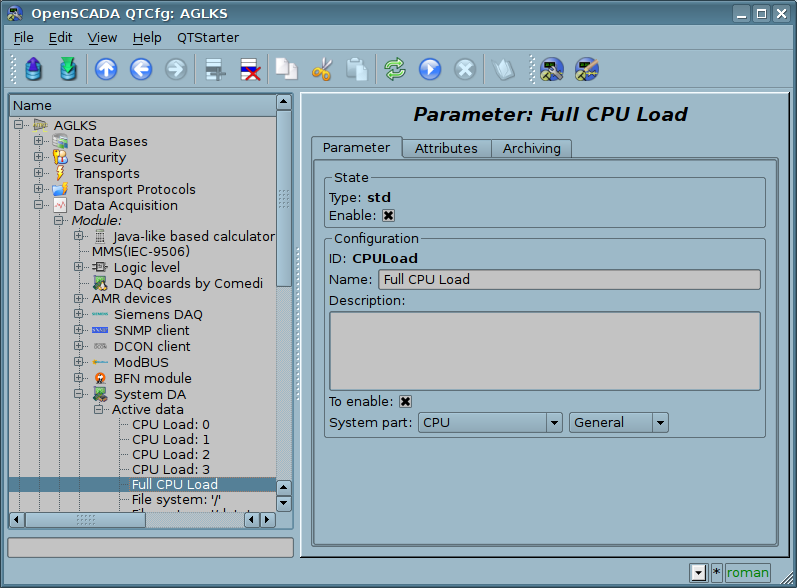 OpenSCADA QTCfg: AGLKS
File Edit View Help QTStarter
Name
AGLKS
Data Bases
Security
Transports
Transport Protocols
Data Acquisition
Module:
Java-like based calculator
MMS(IEC-9506)
Logic level
DAQ boards by Comedi
AMR devices
Siemens DAQ
SNMP client
DCON client
ModBUS
BFN module
System DA
Active data
CPU Load: 0
CPU Load: 1
CPU Load: 2
CPU Load: 3
Full CPU Load
File system: '/'
Parameter: Full CPU Load
Parameter Attributes Archiving
State
Type: std
Enable:
Configuration
ID: CPULoad
Name: Full CPU Load
Description:
To enable:
System part: CPU General
* roman